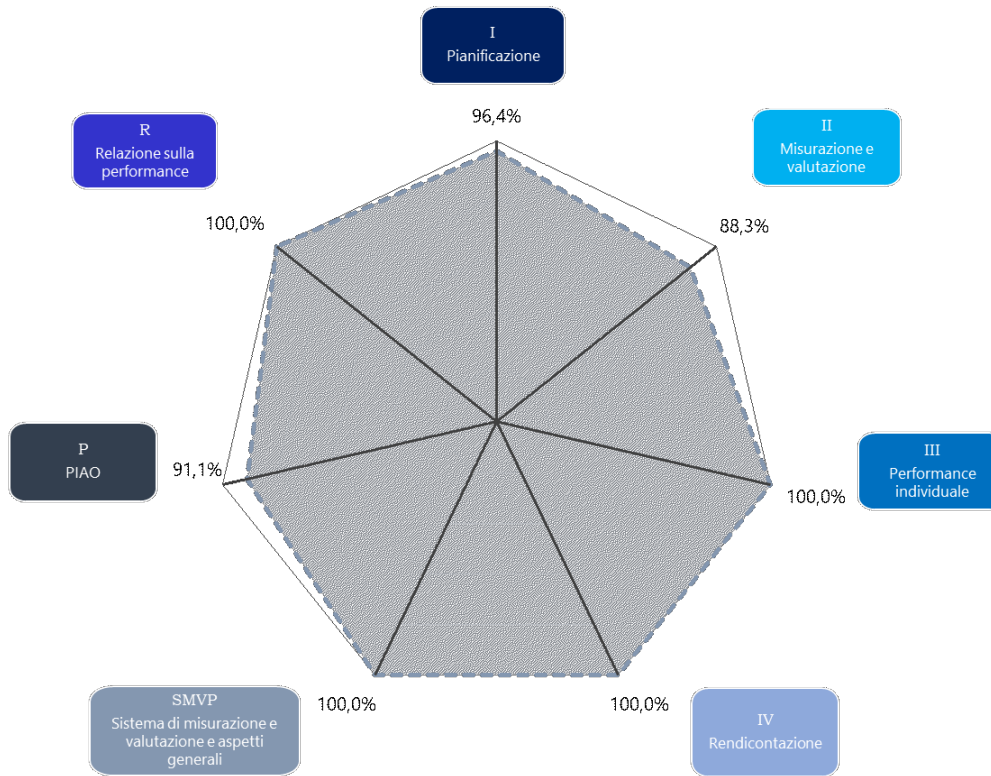 I
Pianificazione
96,4%
R
Relazione sulla
performance
100,0%
II
Misurazione e
valutazione
88,3%
P
PIAO
91,1%
III
Performance
individuale
100,0%
SMVP
Sistema di misurazione e
valutazione e aspetti
generali
100,0%
100,0%
IV
Rendicontazione